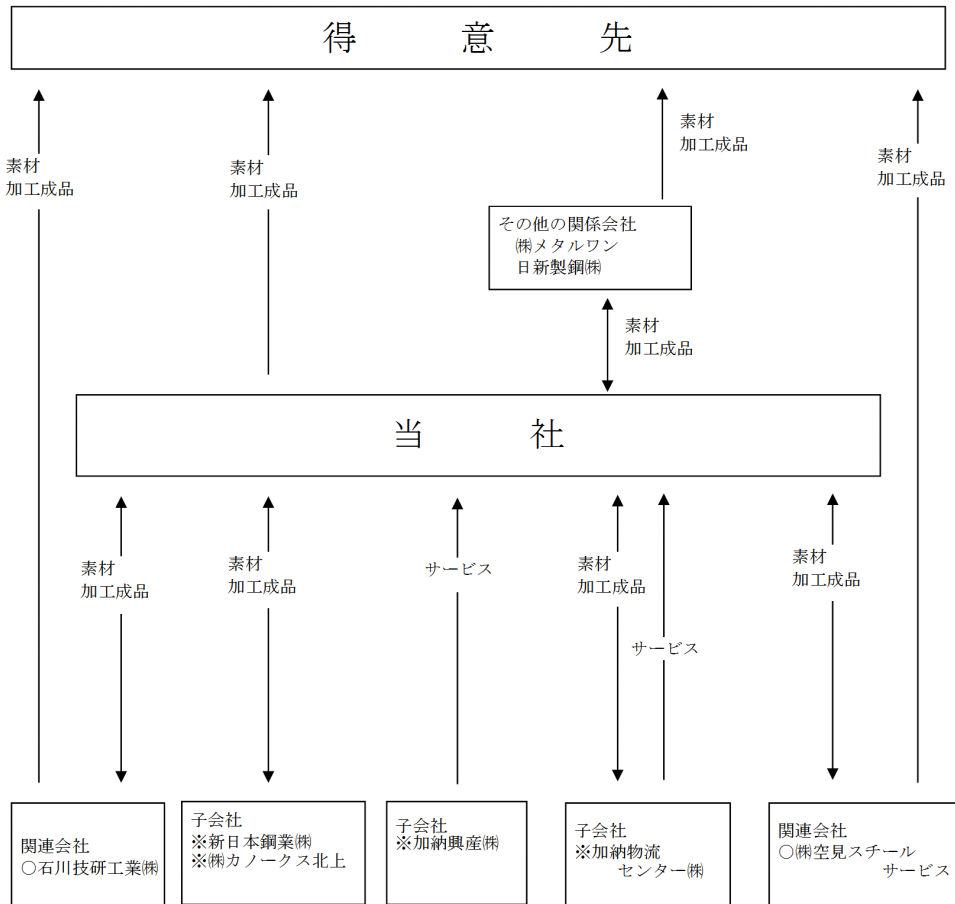 得意先
素材
加工成品
素材
加工成品
素材
加工成品
素材
加工成品
その他の関係会社
㈱メタルワン
日新製鋼㈱
素材
加工成品
当社
素材
加工成品
素材
加工成品
サービス
素材
加工成品
サービス
素材
加工成品
関連会社
○石川技研工業㈱
子会社
※新日本鋼業㈱
※㈱カノークス北上
子会社
※加納興産㈱
子会社
※加納物流
センター㈱
関連会社
○㈱空見スチール
サービス